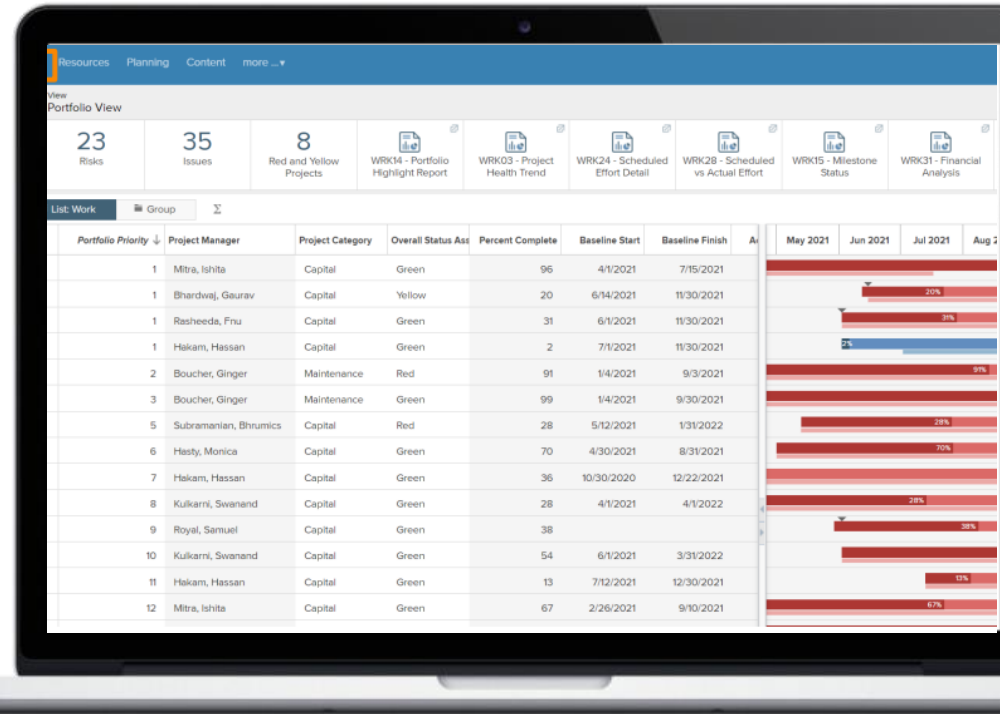 Resources Planning Content more ...▾
View
Portfolio View
23 35 8
Risks Issues Red and Yellow Projects
WRK14 - Portfolio Highlight Report
WRK03 - Project Health Trend
WRK24 - Scheduled Effort Detail
WRK28 - Scheduled vs Actual Effort
WRK15 - Milestone Status
WRK31 - Financial Analysis
List: Work Group Σ
Portfolio Priority ↓ Project Manager Project Category Overall Status Ass Percent Complete Baseline Start Baseline Finish A May 2021 Jun 2021 Jul 2021 Aug 2
1 Mitra, Ishita Capital Green 96 4/1/2021 7/15/2021
1 Bhardwaj, Gaurav Capital Yellow 20 6/14/2021 11/30/2021 20%
1 Rasheeda, Fnu Capital Green 31 6/1/2021 11/30/2021 31%
1 Hakam, Hassan Capital Green 2 7/1/2021 11/30/2021 2%
2 Boucher, Ginger Maintenance Red 91 1/4/2021 9/3/2021 91%
3 Boucher, Ginger Maintenance Green 99 1/4/2021 9/30/2021
5 Subramanian, Bhrumics Capital Red 28 5/12/2021 1/31/2022 28%
6 Hasty, Monica Capital Green 70 4/30/2021 8/31/2021 70%
7 Hakam, Hassan Capital Green 36 10/30/2020 12/22/2021
8 Kulkarni, Swanand Capital Green 28 4/1/2021 4/1/2022 28%
9 Royal, Samuel Capital Green 38 38%
10 Kulkarni, Swanand Capital Green 54 6/1/2021 3/31/2022
11 Hakam, Hassan Capital Green 13 7/12/2021 12/30/2021 13%
12 Mitra, Ishita Capital Green 67 2/26/2021 9/10/2021 67%